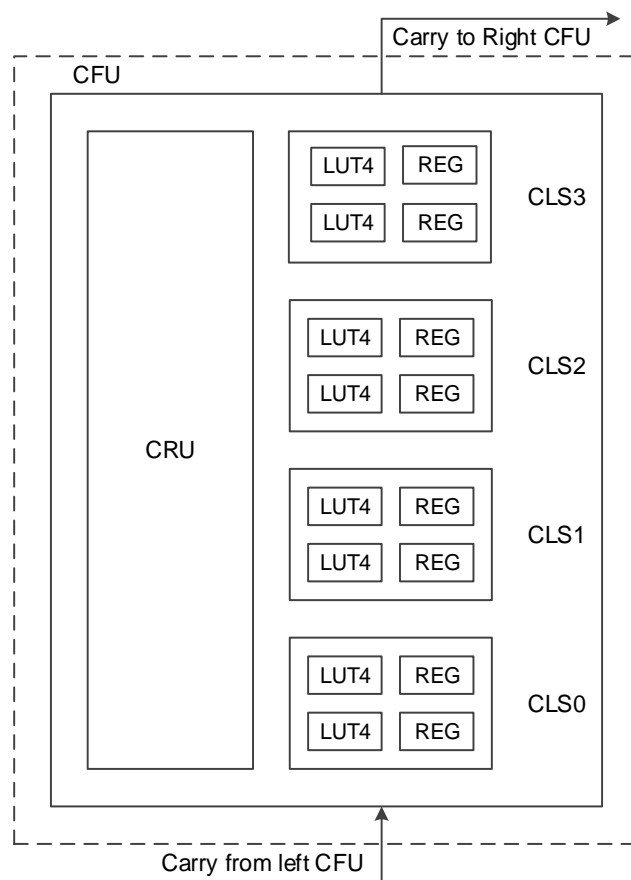 Carry to Right CFU
CFU
LUT4 REG
CLS3
LUT4 REG
LUT4 REG
CLS2
LUT4 REG
CRU
LUT4 REG
CLS1
LUT4 REG
LUT4 REG
CLS0
LUT4 REG
Carry from left CFU